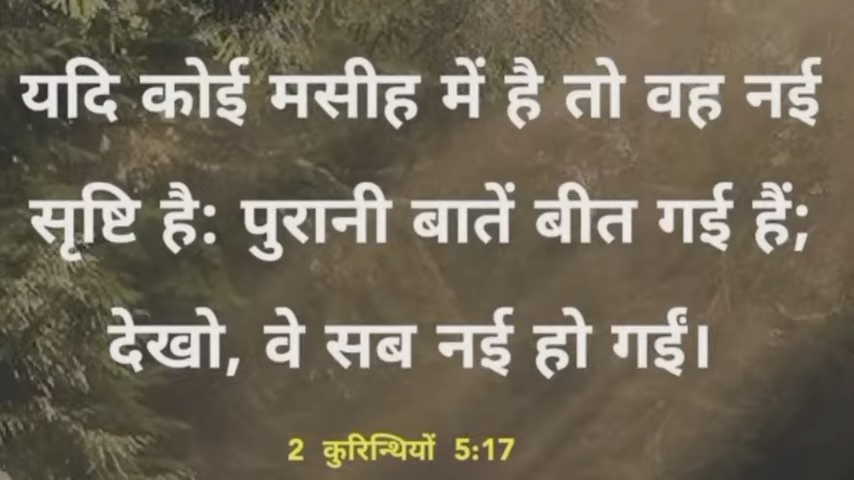 यदि कोई मसीह में है तो वह नई
सृष्टि है: पुरानी बातें बीत गई हैं;
देखो, वे सब नई हो गईं।
2 कुरिन्थियों 5:17